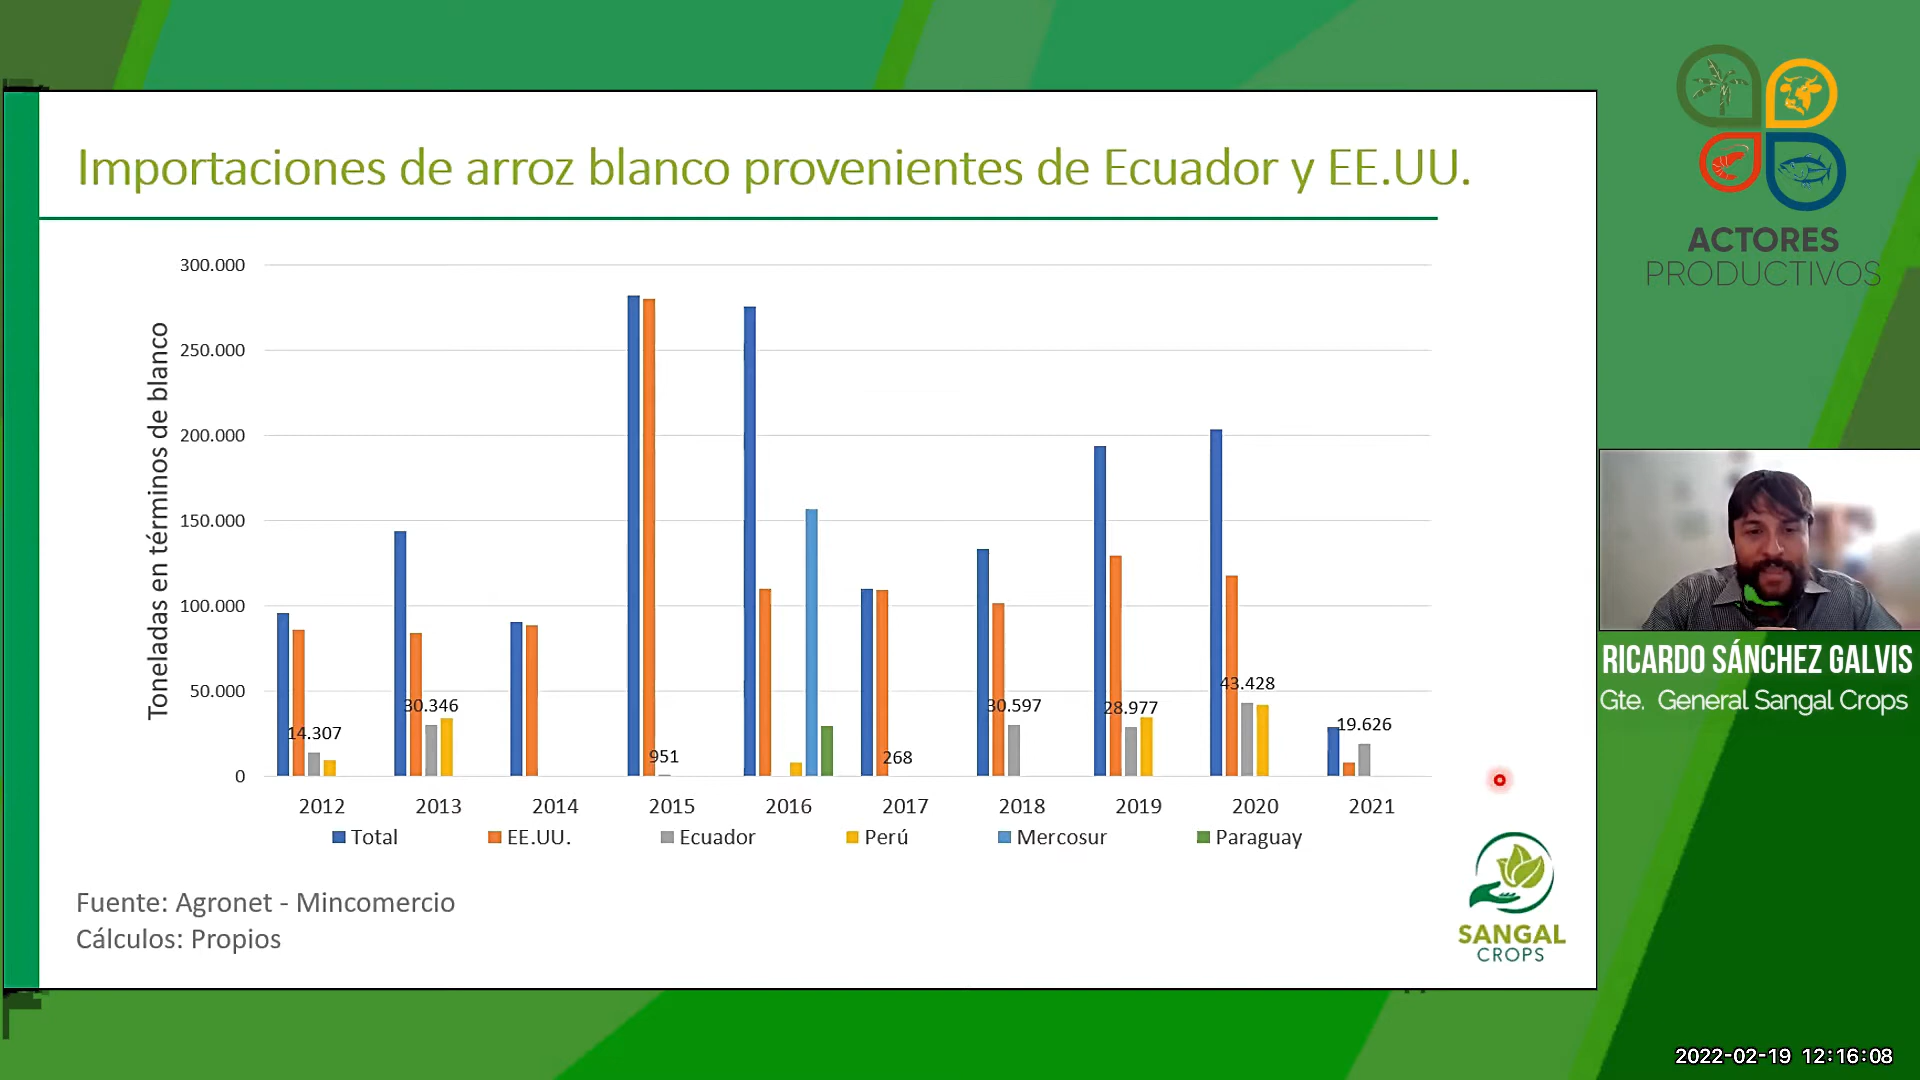 Importaciones de arroz blanco provenientes de Ecuador y EE.UU.
ACTORES
PRODUCTIVOS
Toneladas en términos de blanco
300.000
250.000
200.000
150.000
100.000
50.000
0
14.307
30.346
951
268
30.597
28.977
43.428
19.626
2012 2013 2014 2015 2016 2017 2018 2019 2020 2021
Total EE.UU. Ecuador Perú Mercosur Paraguay
Fuente: Agronet - Mincomercio
Cálculos: Propios
SANGAL
CROPS
RICARDO SÁNCHEZ GALVIS
Gte. General Sangal Crops
2022-02-19 12:16:08